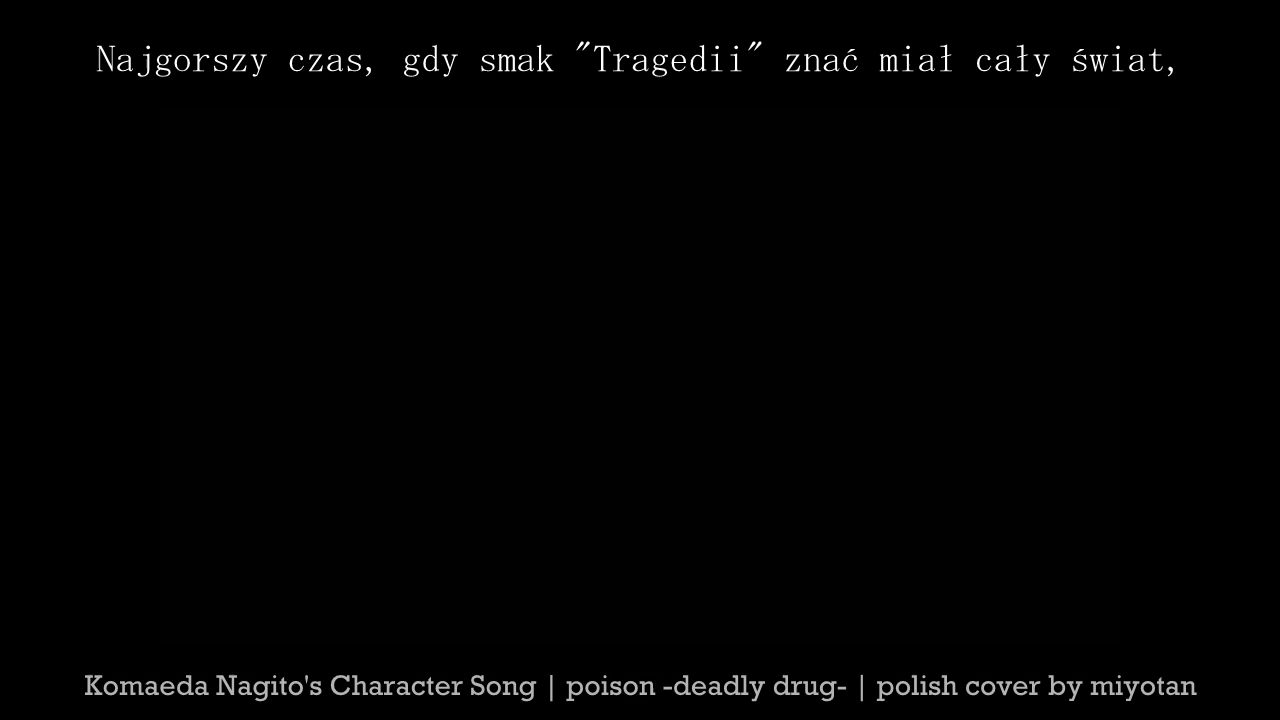 Najgorszy czas, gdy smak "Tragedii" znać miał cały świat,
Komaeda Nagito's Character Song | poison -deadly drug- | polish cover by miyotan